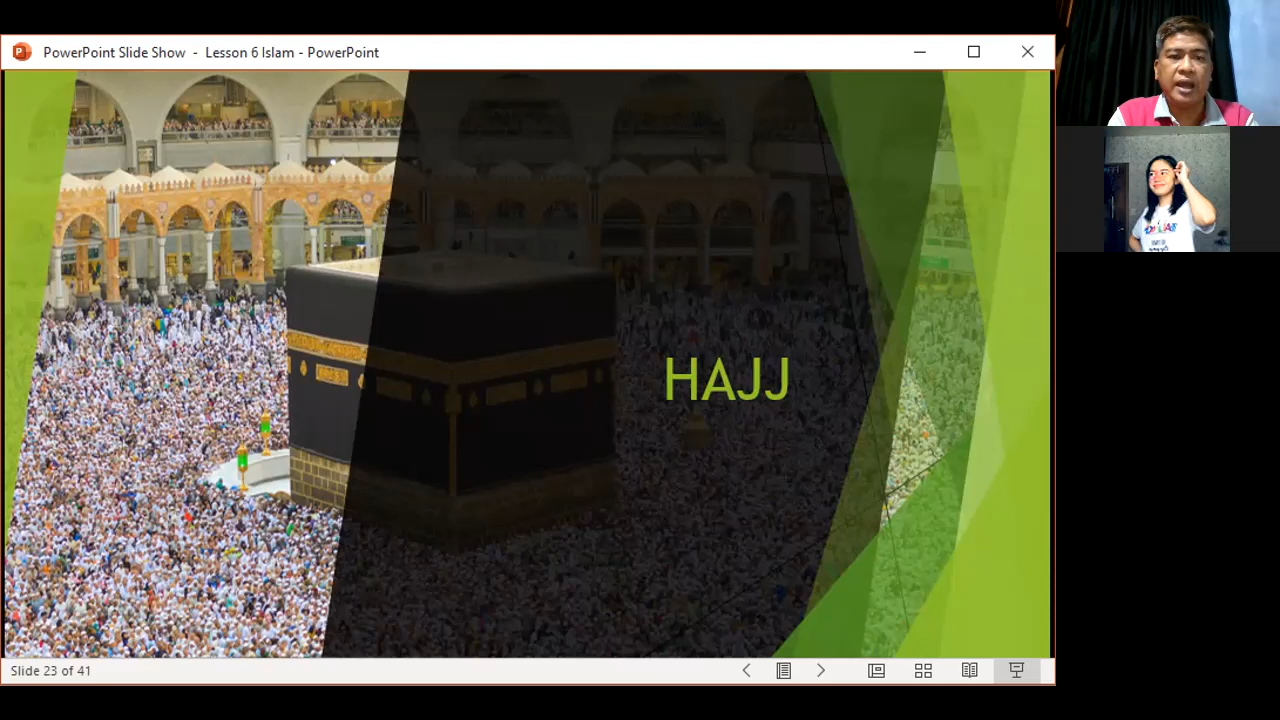 PowerPoint Slide Show - Lesson 6 Islam - PowerPoint
HAJJ
Slide 23 of 41